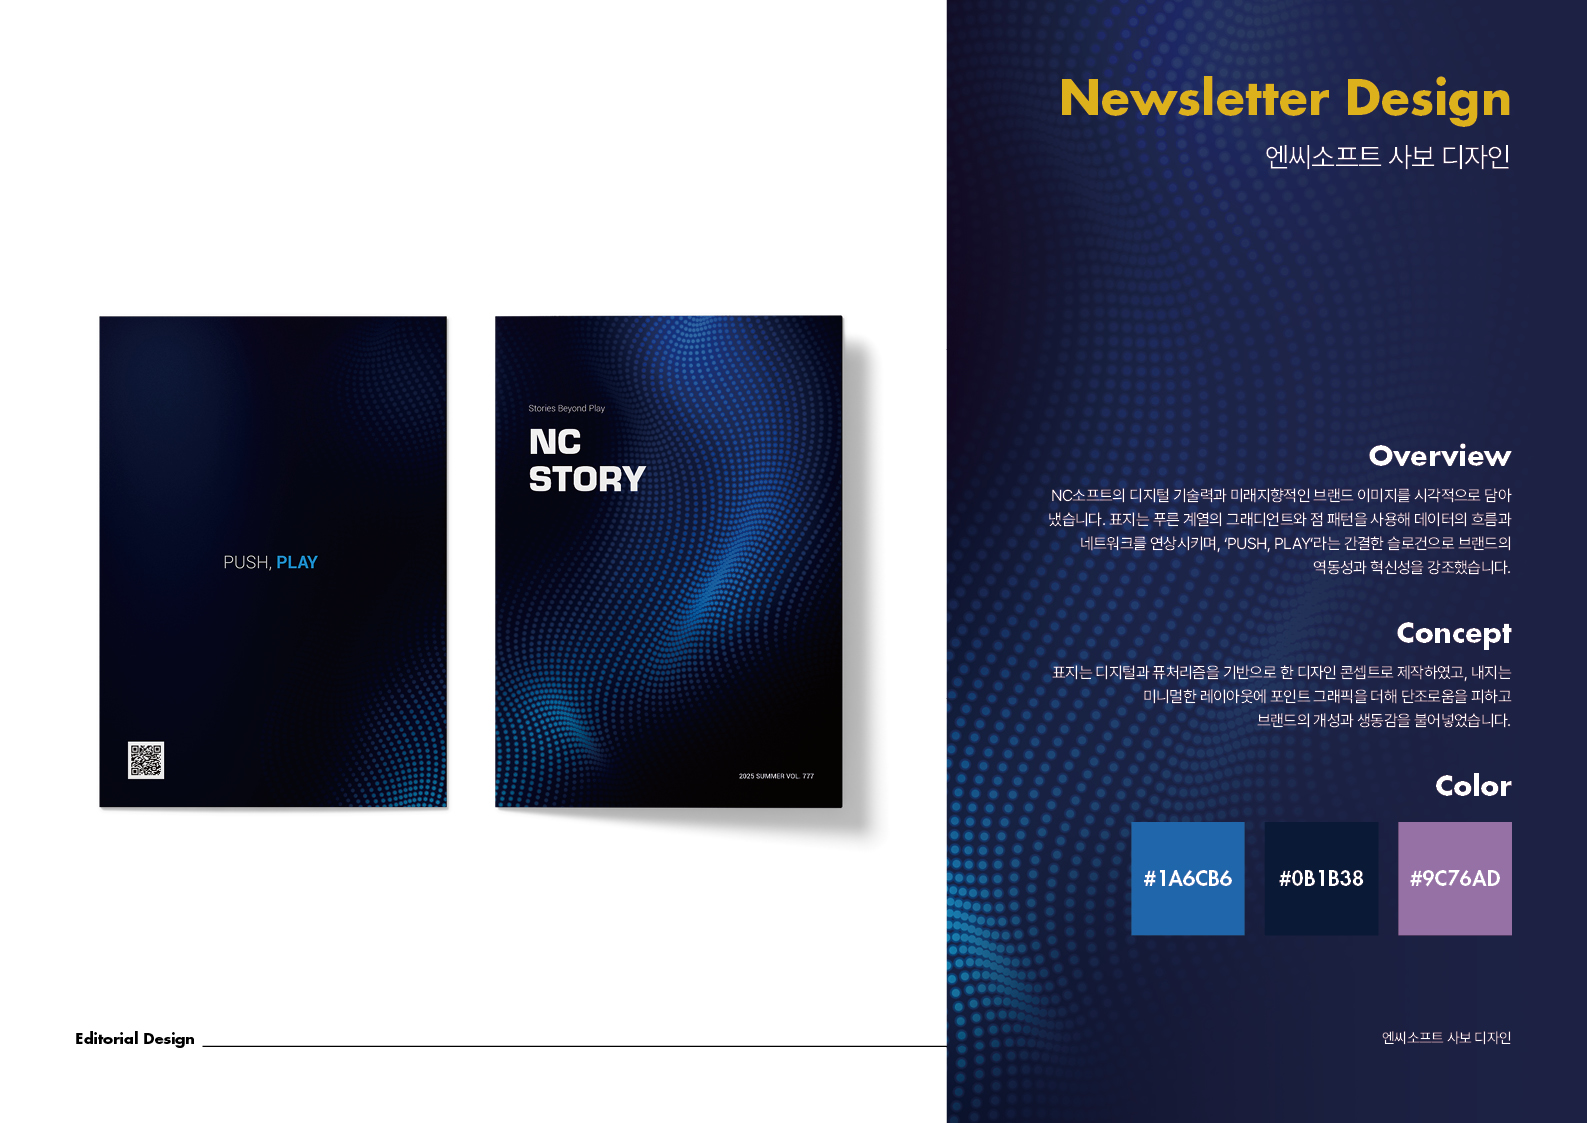 Newsletter Design
엔씨소프트 사보 디자인
Stories Beyond Play
NC
STORY
PUSH, PLAY
2025 SUMMER VOL. 777
Overview
NC소프트의 디지털 기술력과 미래지향적인 브랜드 이미지를 시각적으로 담아
냈습니다. 표지는 푸른 계열의 그래디언트와 점 패턴을 사용해 데이터의 흐름과
네트워크를 연상시키며, ‘PUSH, PLAY’라는 간결한 슬로건으로 브랜드의
역동성과 혁신성을 강조했습니다.
Concept
표지는 디지털과 퓨처리즘을 기반으로 한 디자인 콘셉트로 제작하였고, 내지는
미니멀한 레이아웃에 포인트 그래픽을 더해 단조로움을 피하고
브랜드의 개성과 생동감을 불어넣었습니다.
Color
#1A6CB6
#0B1B38
#9C76AD
Editorial Design
엔씨소프트 사보 디자인